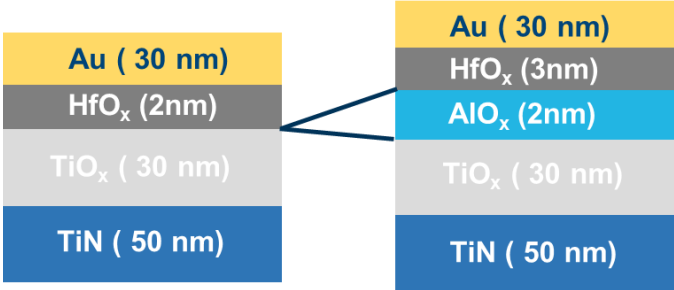 Au ( 30 nm)
HfOₓ (2nm)
TiOₓ ( 30 nm)
TiN ( 50 nm)
Au ( 30 nm)
HfOₓ (3nm)
AlOₓ (2nm)
TiOₓ ( 30 nm)
TiN ( 50 nm)